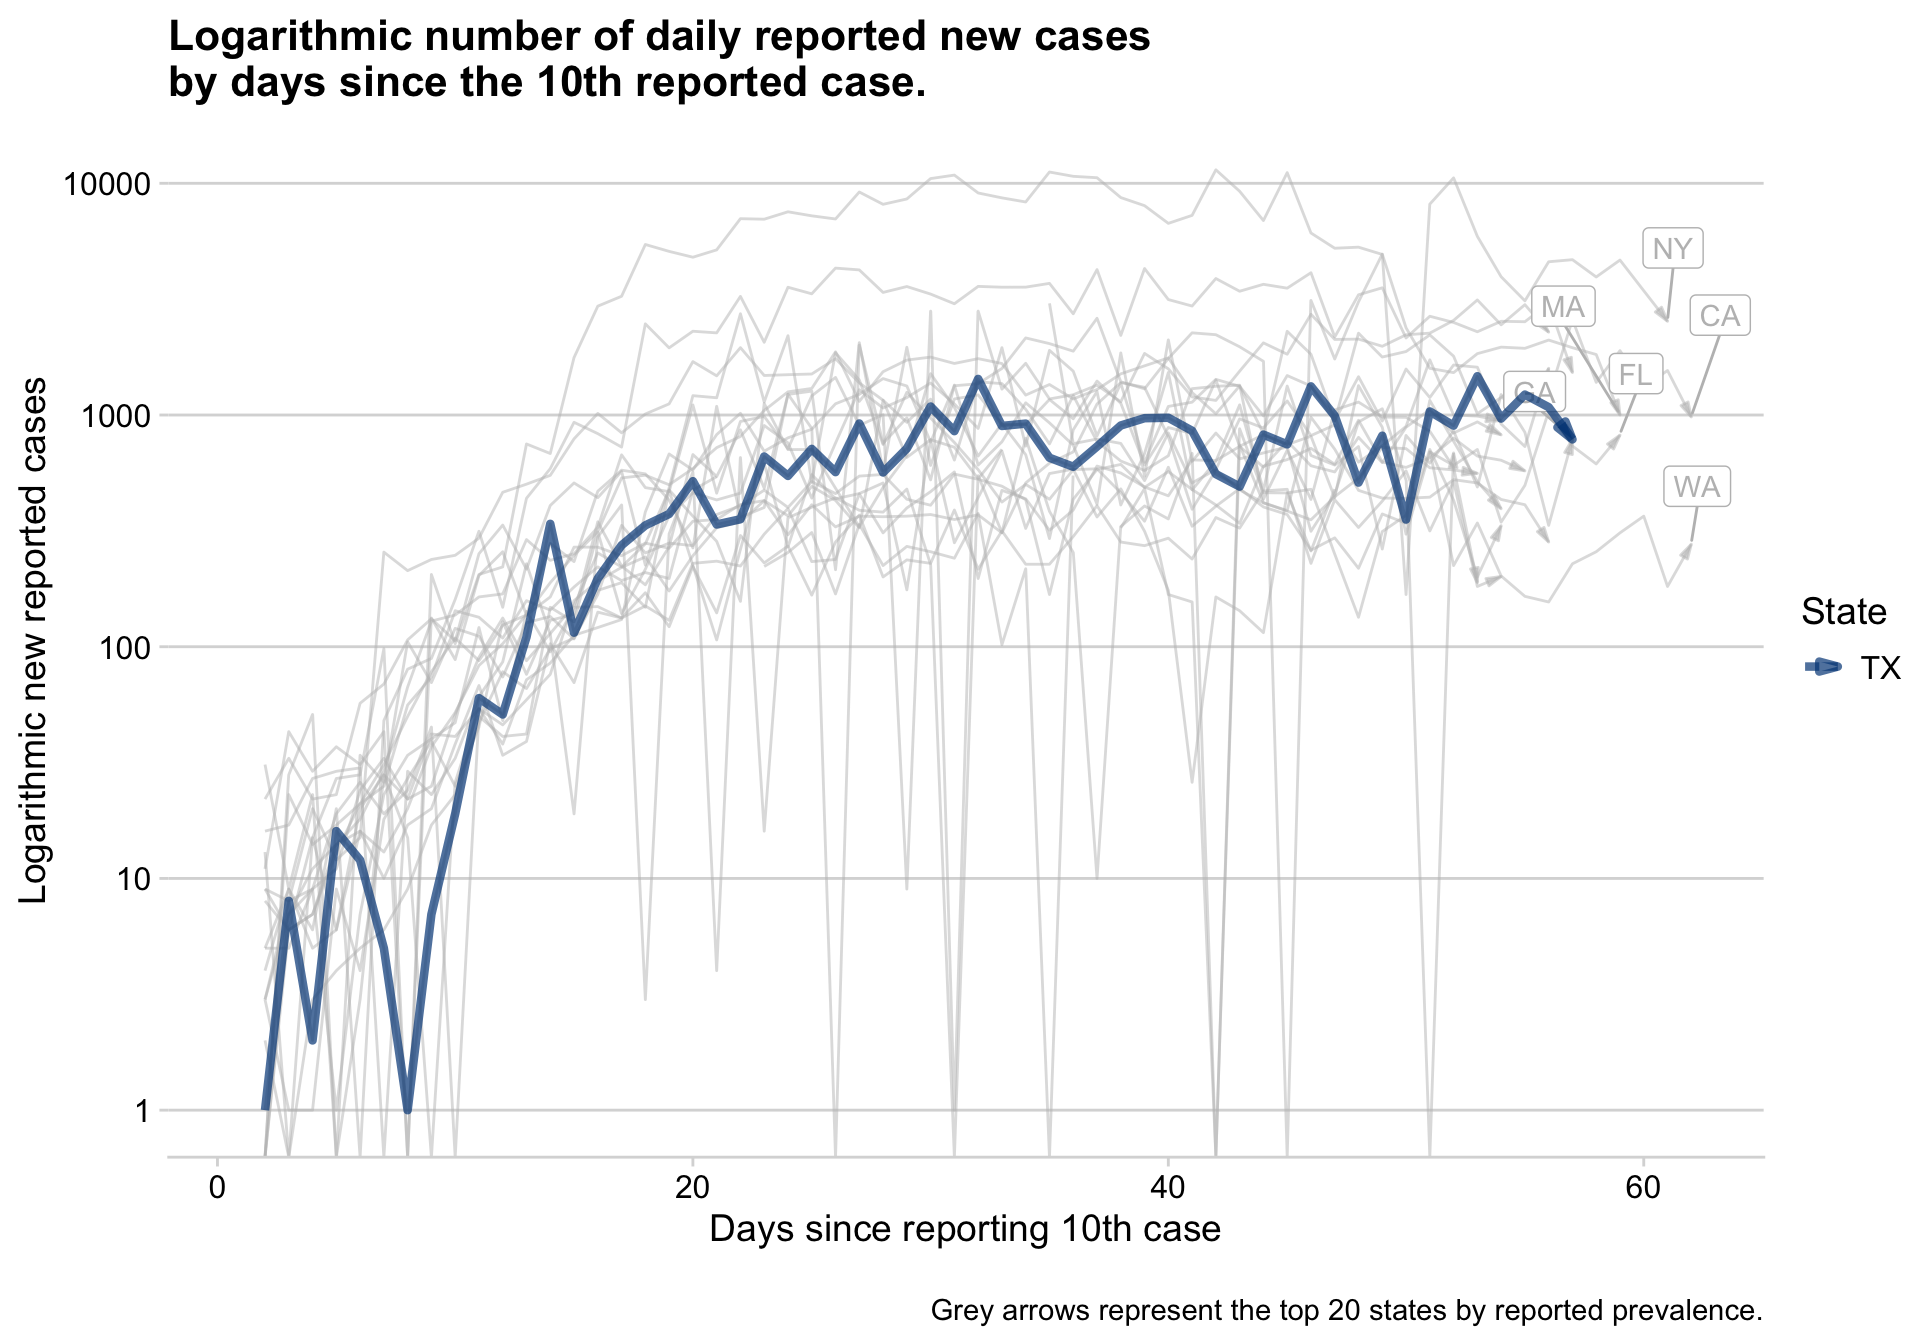 Logarithmic number of daily reported new cases
by days since the 10th reported case.
Logarithmic new reported cases
10000
1000
100
10
1
NY
MA
CA
FL
GA
WA
State
TX
0
20
40
60
Days since reporting 10th case
Grey arrows represent the top 20 states by reported prevalence.